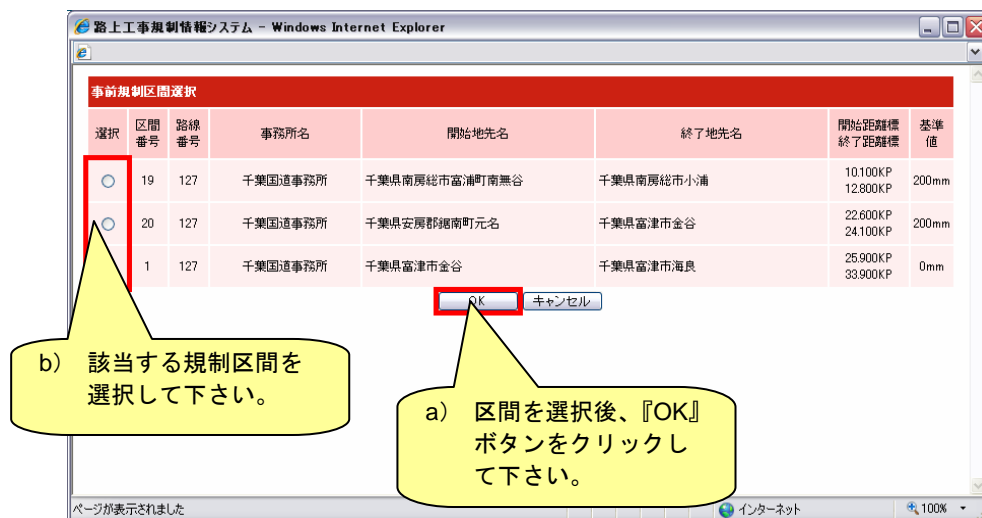 路上工事規制情報システム - Windows Internet Explorer
事前規制区間選択
選択 区間番号 路線番号 事務所名 開始地先名 終了地先名 開始距離標 終了距離標 基準値
19 127 千葉国道事務所 千葉県南房総市富浦町南無谷 千葉県南房総市小浦 10.100KP 12.800KP 200mm
20 127 千葉国道事務所 千葉県安房郡鋸南町元名 千葉県富津市金谷 22.600KP 24.100KP 200mm
1 127 千葉国道事務所 千葉県富津市金谷 千葉県富津市海良 25.900KP 33.900KP 0mm
OK キャンセル
b) 該当する規制区間を
選択して下さい。
a) 区間を選択後、『OK』
ボタンをクリックし
て下さい。
ページが表示されました インターネット 100%